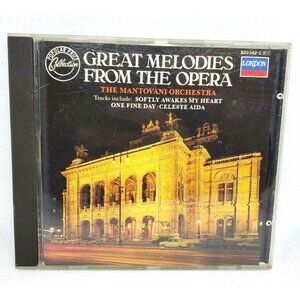 GREAT MELODIES
FROM THE OPERA
THE MANTOVANI ORCHESTRA
Tracks include: SOFTLY AWAKES MY HEART
ONE FINE DAY · CELESTE AIDA
Collection
LONDON